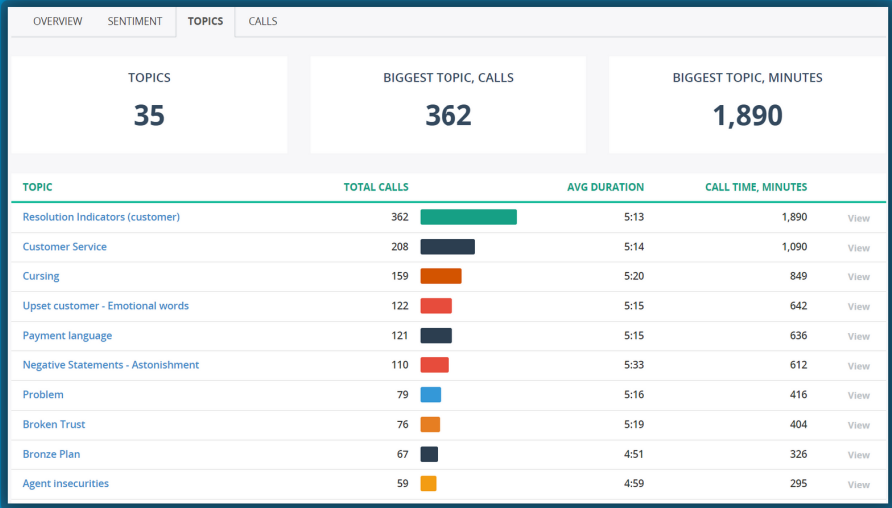 OVERVIEW SENTIMENT TOPICS CALLS
TOPICS BIGGEST TOPIC, CALLS BIGGEST TOPIC, MINUTES
35 362 1,890
TOPIC TOTAL CALLS AVG DURATION CALL TIME, MINUTES
Resolution Indicators (customer) 362 5:13 1,890 View
Customer Service 208 5:14 1,090 View
Cursing 159 5:20 849 View
Upset customer - Emotional words 122 5:15 642 View
Payment language 121 5:15 636 View
Negative Statements - Astonishment 110 5:33 612 View
Problem 79 5:16 416 View
Broken Trust 76 5:19 404 View
Bronze Plan 67 4:51 326 View
Agent insecurities 59 4:59 295 View